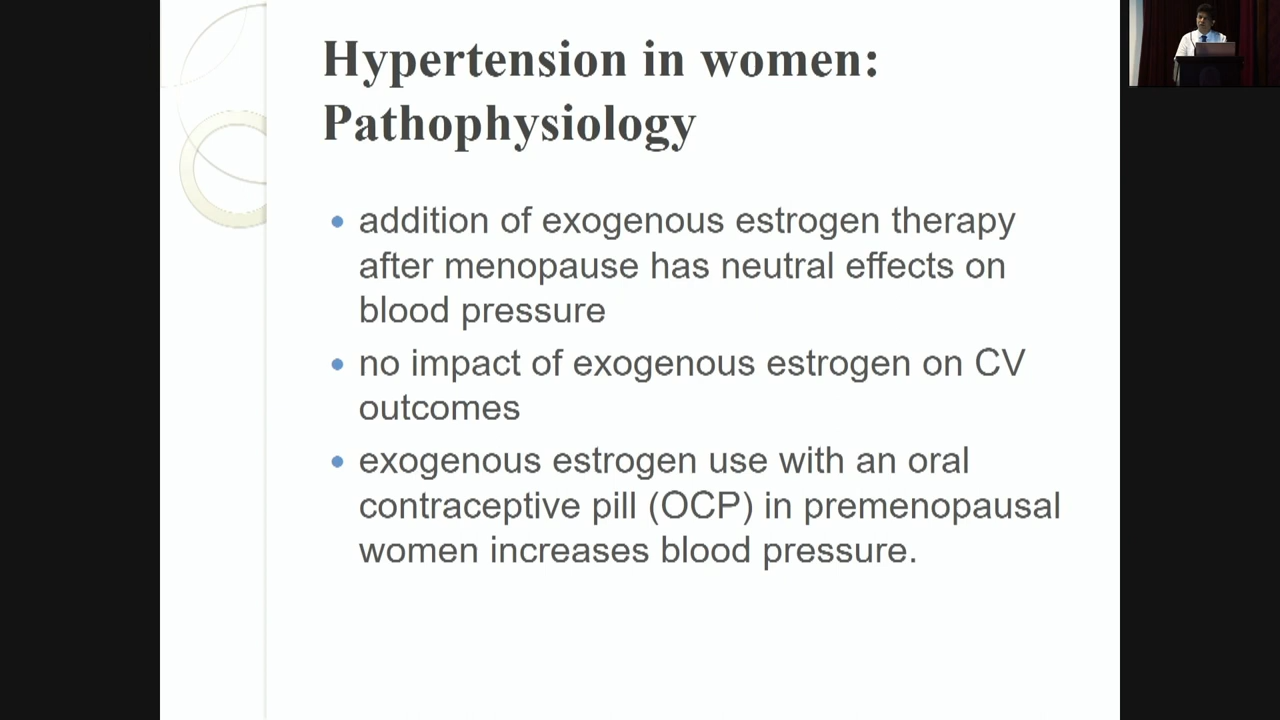 Hypertension in women:
Pathophysiology
addition of exogenous estrogen therapy
after menopause has neutral effects on
blood pressure
no impact of exogenous estrogen on CV
outcomes
exogenous estrogen use with an oral
contraceptive pill (OCP) in premenopausal
women increases blood pressure.